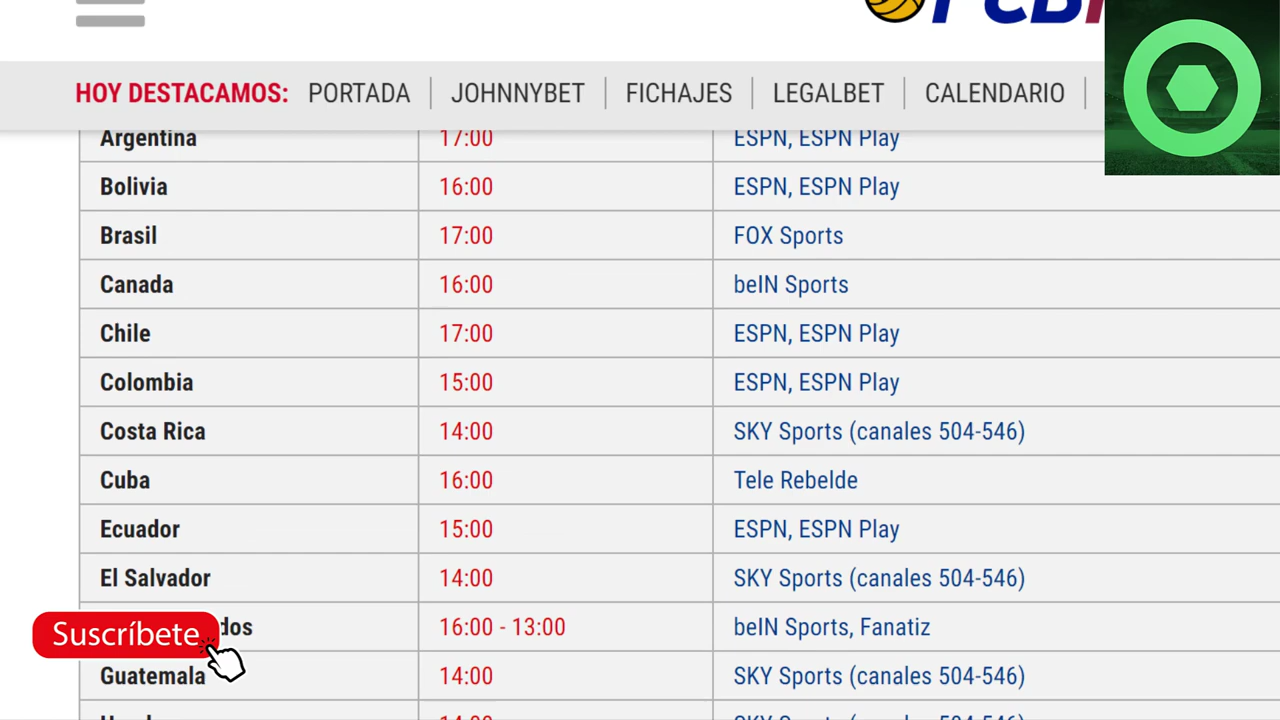 HOY DESTACAMOS: PORTADA JOHNNYBET FICHAJES LEGALBET CALENDARIO
Argentina 17:00 ESPN, ESPN Play
Bolivia 16:00 ESPN, ESPN Play
Brasil 17:00 FOX Sports
Canada 16:00 beIN Sports
Chile 17:00 ESPN, ESPN Play
Colombia 15:00 ESPN, ESPN Play
Costa Rica 14:00 SKY Sports (canales 504-546)
Cuba 16:00 Tele Rebelde
Ecuador 15:00 ESPN, ESPN Play
El Salvador 14:00 SKY Sports (canales 504-546)
Suscríbete dos 16:00 - 13:00 beIN Sports, Fanatiz
Guatemala 14:00 SKY Sports (canales 504-546)